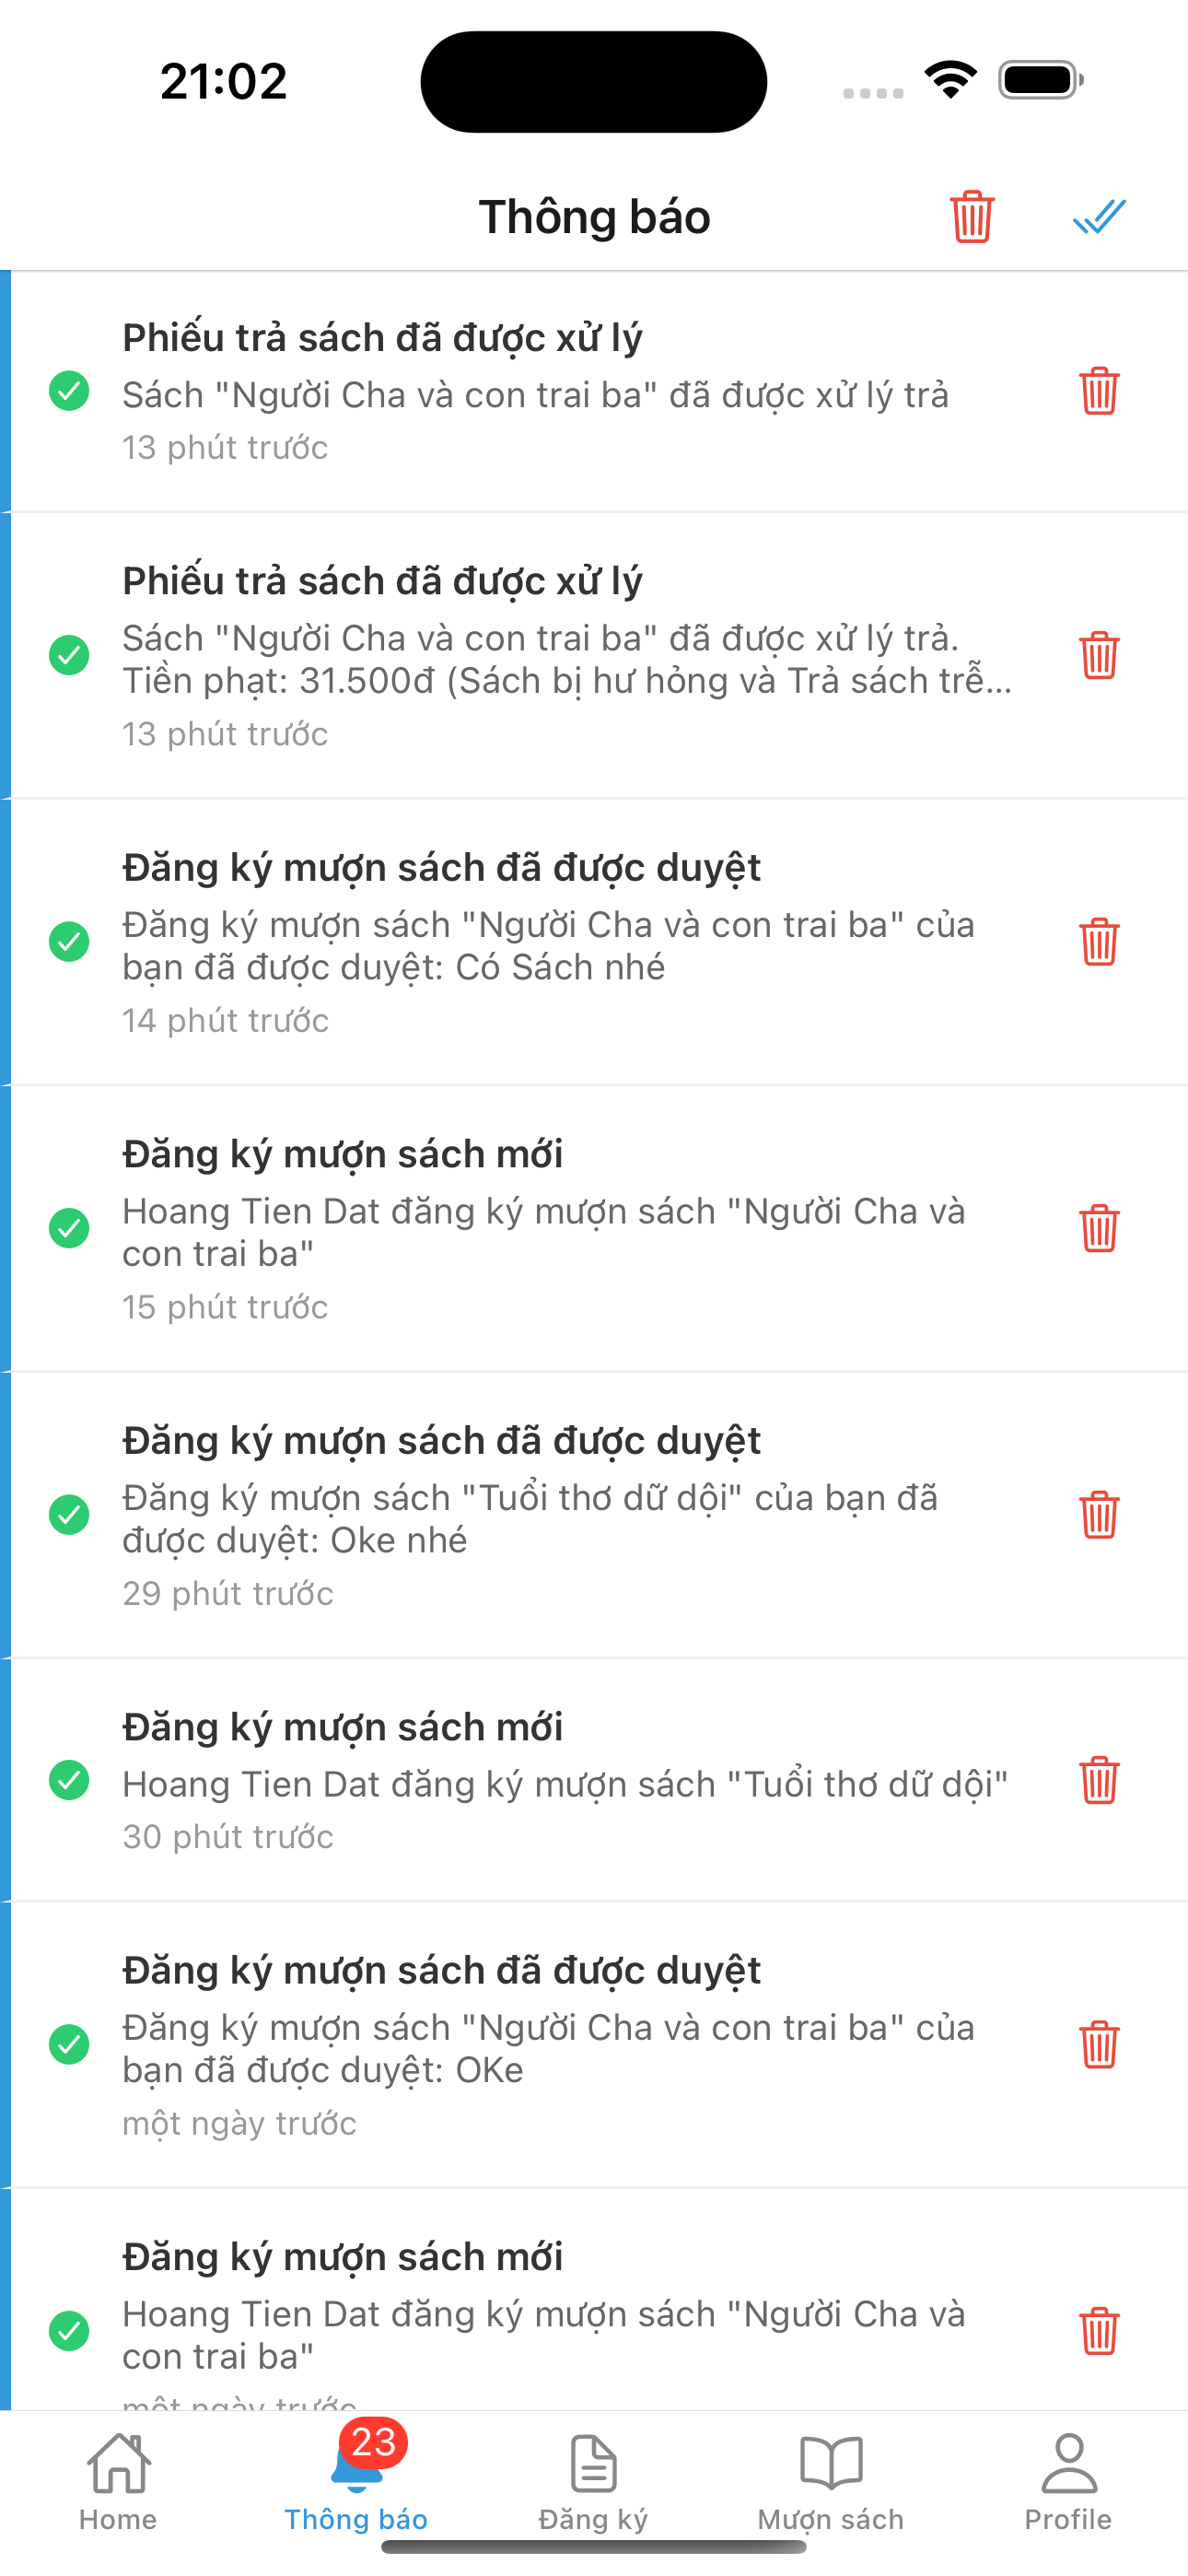 21:02
Thông báo
Phiếu trả sách đã được xử lý
Sách "Người Cha và con trai ba" đã được xử lý trả
13 phút trước
Phiếu trả sách đã được xử lý
Sách "Người Cha và con trai ba" đã được xử lý trả.
Tiền phạt: 31.500đ (Sách bị hư hỏng và Trả sách trễ...
13 phút trước
Đăng ký mượn sách đã được duyệt
Đăng ký mượn sách "Người Cha và con trai ba" của
bạn đã được duyệt: Có Sách nhé
14 phút trước
Đăng ký mượn sách mới
Hoang Tien Dat đăng ký mượn sách "Người Cha và
con trai ba"
15 phút trước
Đăng ký mượn sách đã được duyệt
Đăng ký mượn sách "Tuổi thơ dữ dội" của bạn đã
được duyệt: Oke nhé
29 phút trước
Đăng ký mượn sách mới
Hoang Tien Dat đăng ký mượn sách "Tuổi thơ dữ dội"
30 phút trước
Đăng ký mượn sách đã được duyệt
Đăng ký mượn sách "Người Cha và con trai ba" của
bạn đã được duyệt: OKe
một ngày trước
Đăng ký mượn sách mới
Hoang Tien Dat đăng ký mượn sách "Người Cha và
con trai ba"
một ngày trước
23
Home
Thông báo
Đăng ký
Mượn sách
Profile